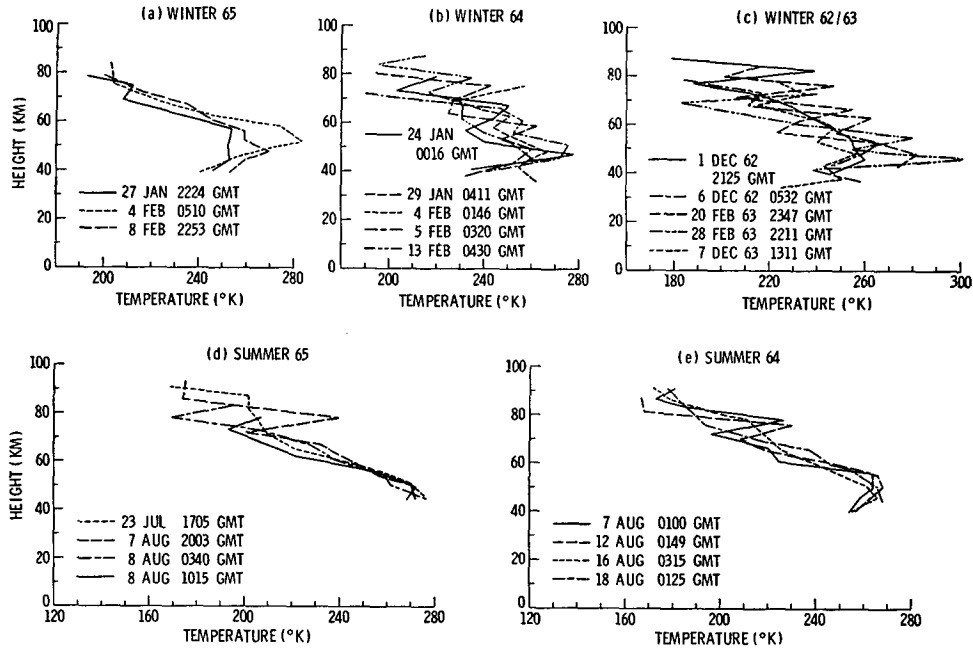 (a) WINTER 65
(b) WINTER 64
(c) WINTER 62/63
100
80
60
40
20
0
HEIGHT (KM)
27 JAN 2224 GMT
4 FEB 0510 GMT
8 FEB 2253 GMT
200
240
280
TEMPERATURE (°K)
100
80
60
40
20
0
24 JAN
0016 GMT
29 JAN 0411 GMT
4 FEB 0146 GMT
5 FEB 0320 GMT
13 FEB 0430 GMT
200
240
280
TEMPERATURE (°K)
100
80
60
40
20
0
1 DEC 62
2125 GMT
6 DEC 62 0532 GMT
20 FEB 63 2347 GMT
28 FEB 63 2211 GMT
7 DEC 63 1311 GMT
180
220
260
300
TEMPERATURE (°K)
(d) SUMMER 65
(e) SUMMER 64
100
80
60
40
20
0
HEIGHT (KM)
23 JUL 1705 GMT
7 AUG 2003 GMT
8 AUG 0340 GMT
8 AUG 1015 GMT
120
160
200
240
280
TEMPERATURE (°K)
100
80
60
40
20
0
7 AUG 0100 GMT
12 AUG 0149 GMT
16 AUG 0315 GMT
18 AUG 0125 GMT
120
160
200
240
280
TEMPERATURE (°K)